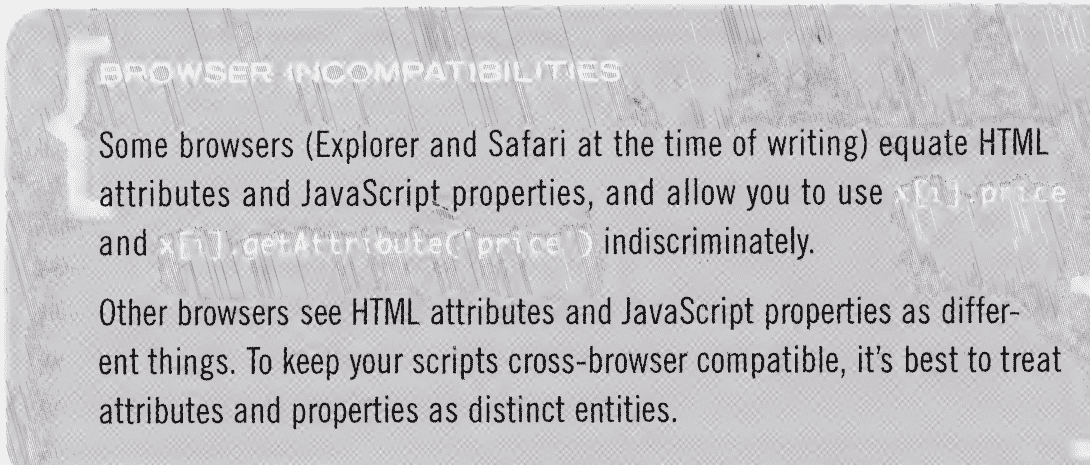 BROWSER INCOMPATIBILITIES
Some browsers (Explorer and Safari at the time of writing) equate HTML
attributes and JavaScript properties, and allow you to use x[i].price
and x[i].getAttribute('price') indiscriminately.
Other browsers see HTML attributes and JavaScript properties as differ-
ent things. To keep your scripts cross-browser compatible, it's best to treat
attributes and properties as distinct entities.